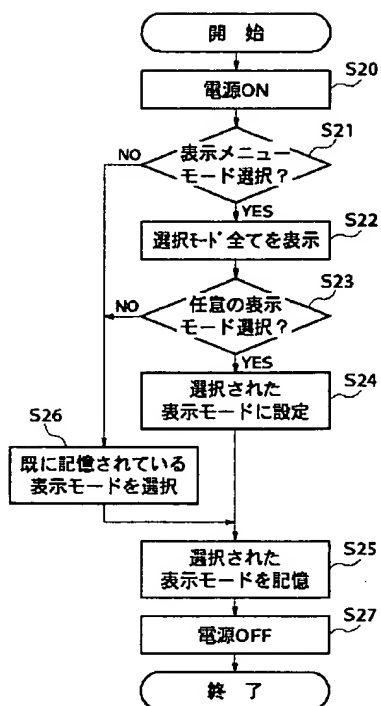 開 始
電源ON
S20
表示メニュー
モード選択?
S21
NO
YES
選択ﾓｰﾄﾞ全てを表示
S22
任意の表示
モード選択?
S23
NO
YES
選択された
表示モードに設定
S24
S26
既に記憶されている
表示モードを選択
選択された
表示モードを記憶
S25
電源OFF
S27
終 了